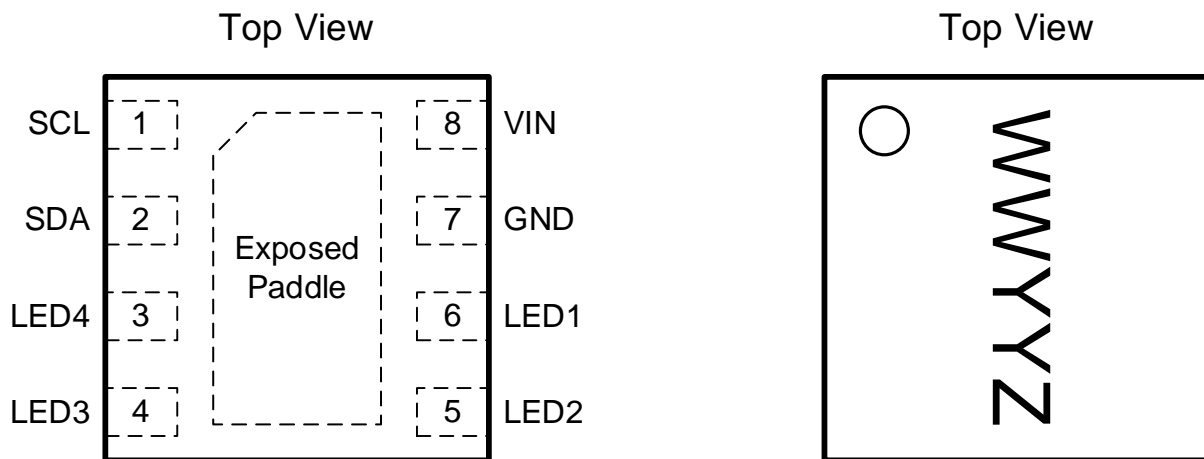 Top View
SCL 1 8 VIN
SDA 2 7 GND
Exposed
Paddle
LED4 3 6 LED1
LED3 4 5 LED2
Top View
WWYYZ